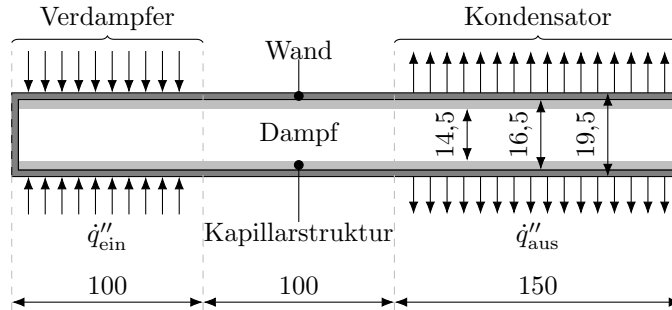 Verdampfer
Kondensator
Wand
Dampf
14,5
16,5
19,5
q̇″ein
Kapillarstruktur
q̇″aus
100
100
150